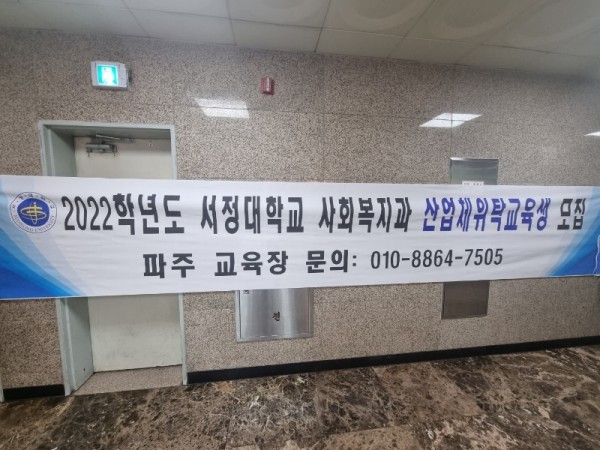 2022학년도 서정대학교 사회복지과 산업체위탁교육생 모집
파주 교육장 문의: 010-8864-7505